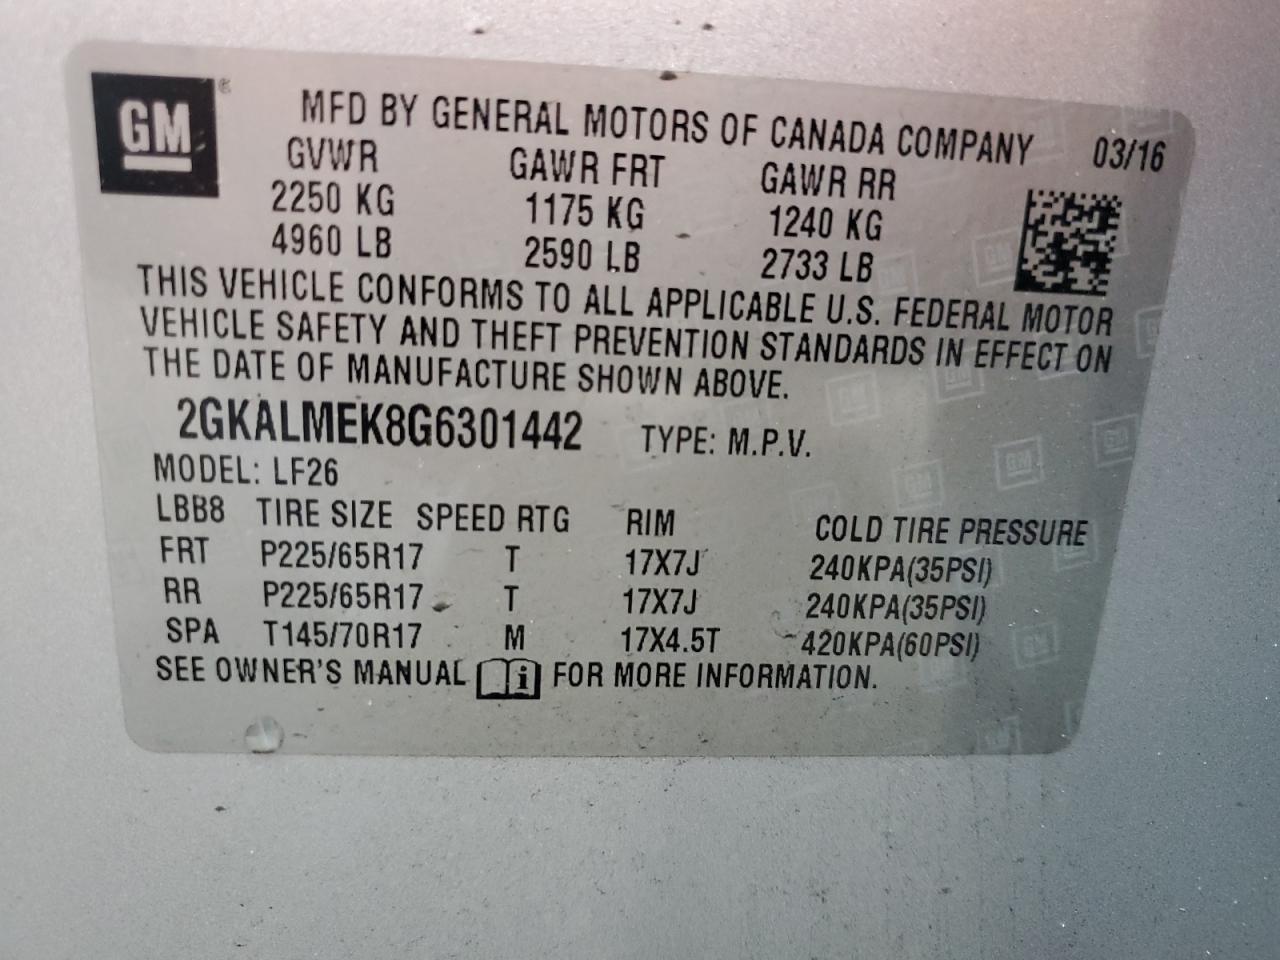 GM ®
MFD BY GENERAL MOTORS OF CANADA COMPANY 03/16
GVWR GAWR FRT GAWR RR
2250 KG 1175 KG 1240 KG
4960 LB 2590 LB 2733 LB
THIS VEHICLE CONFORMS TO ALL APPLICABLE U.S. FEDERAL MOTOR
VEHICLE SAFETY AND THEFT PREVENTION STANDARDS IN EFFECT ON
THE DATE OF MANUFACTURE SHOWN ABOVE.
2GKALMEK8G6301442 TYPE: M.P.V.
MODEL: LF26
LBB8 TIRE SIZE SPEED RTG RIM COLD TIRE PRESSURE
FRT P225/65R17 T 17X7J 240KPA(35PSI)
RR P225/65R17 T 17X7J 240KPA(35PSI)
SPA T145/70R17 M 17X4.5T 420KPA(60PSI)
SEE OWNER'S MANUAL i FOR MORE INFORMATION.